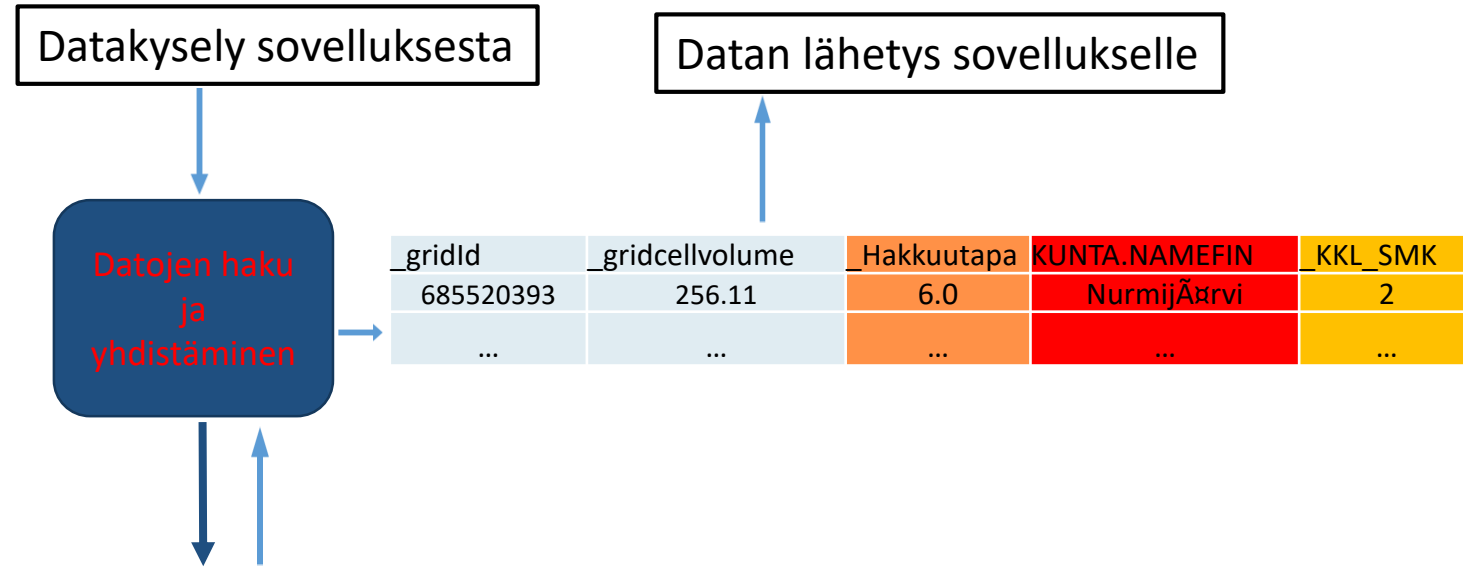 Datakysely sovelluksesta
Datan lähetys sovellukselle
Datojen haku
ja
yhdistäminen
_gridId _gridcellvolume _Hakkuutapa KUNTA.NAMEFIN _KKL_SMK
685520393 256.11 6.0 NurmijÃ¤rvi 2
... ... ... ... ...